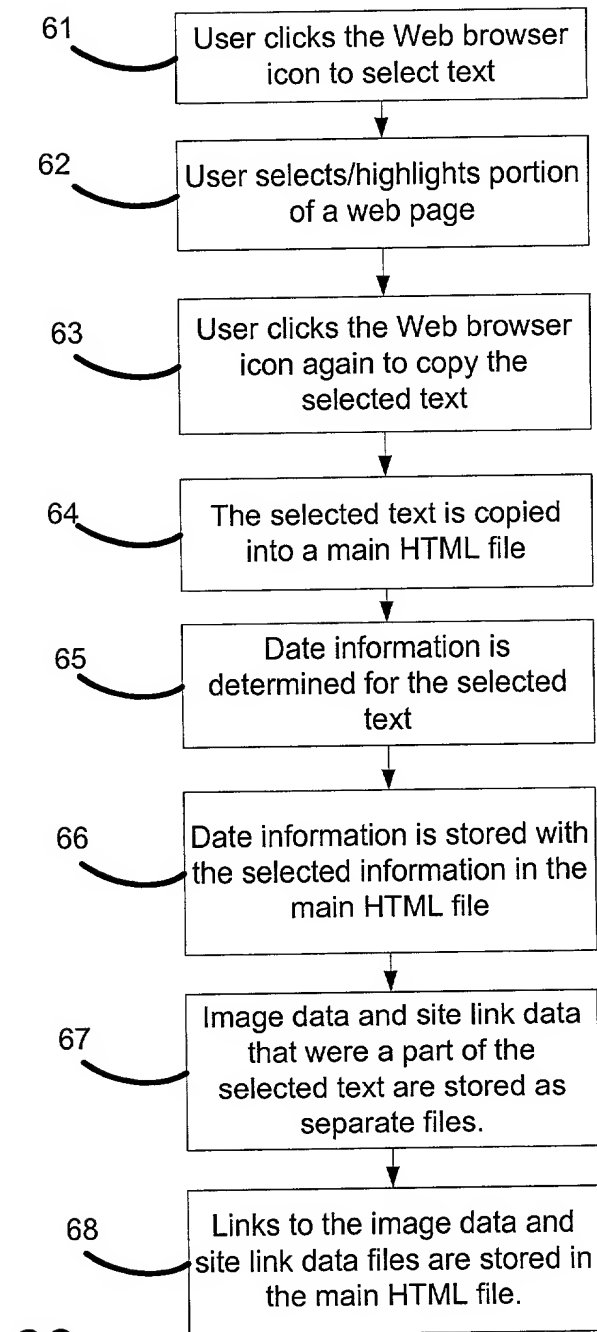 61
User clicks the Web browser
icon to select text
62
User selects/highlights portion
of a web page
63
User clicks the Web browser
icon again to copy the
selected text
64
The selected text is copied
into a main HTML file
65
Date information is
determined for the selected
text
66
Date information is stored with
the selected information in the
main HTML file
67
Image data and site link data
that were a part of the
selected text are stored as
separate files.
68
Links to the image data and
site link data files are stored in
the main HTML file.